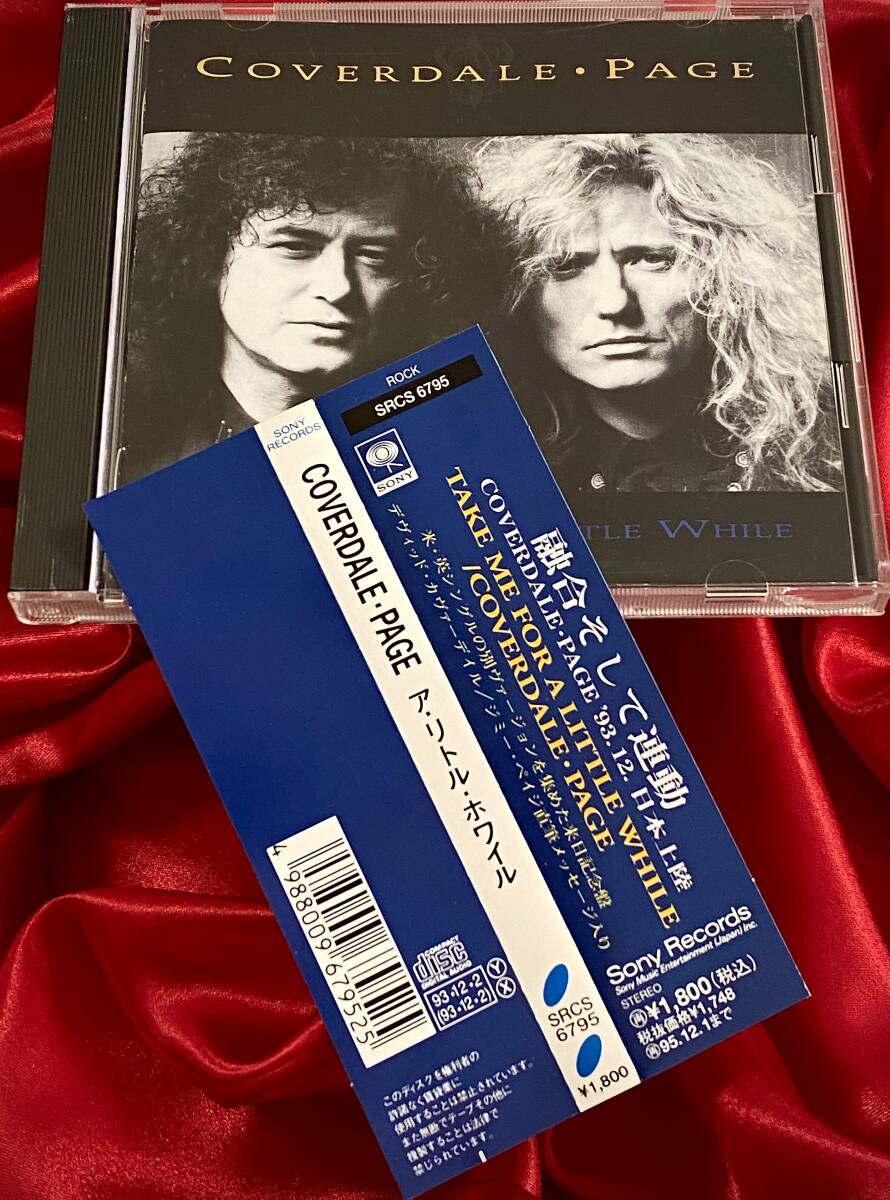 COVERDALE • PAGE
TLE WHILE
ROCK
SRCS 6795
SONY
融合そして連動
COVERDALE・PAGE '93.12. 日本上陸
TAKE ME FOR A LITTLE WHILE
/COVERDALE・PAGE
米・英シングルの別ヴァージョンを集めた来日記念盤
デヴィッド・カヴァーデイル/ジミー・ペイジ直筆メッセージ入り
Sony Records
Sony Music Entertainment (Japan) Inc.
STEREO
再¥1,800(税込)
税抜価格¥1,748
再95.12.1まで
SONY
RECORDS
COVERDALE・PAGE ア・リトル・ホワイル
SRCS
6795
¥1,800
4 988009 679525
COMPACT
disc
DIGITAL AUDIO
93・12・2 Y
(93・12・2) X
このディスクを権利者の
許諾なく賃貸業に
使用することは禁止されています。
また無断でテープその他に
複製することは法律で
禁じられています。